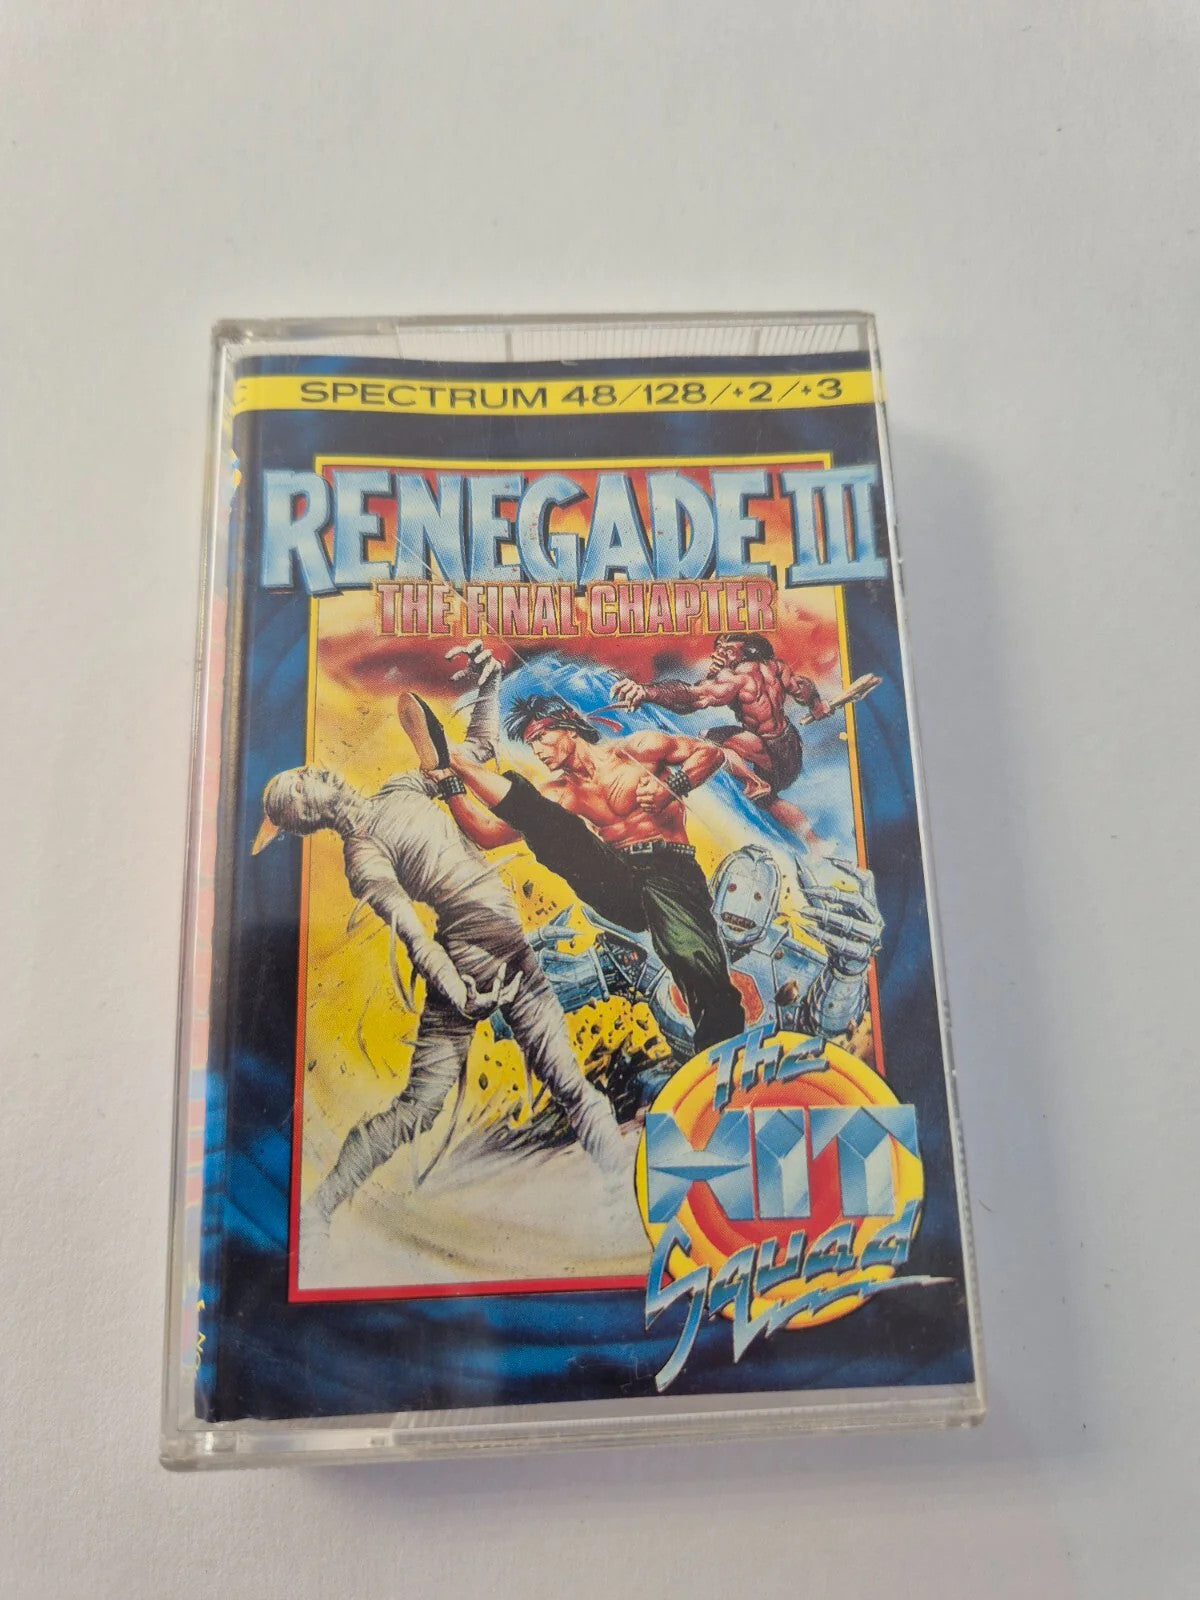 SPECTRUM 48/128/+2/+3
RENEGADE III
THE FINAL CHAPTER
The
HIT
Squad